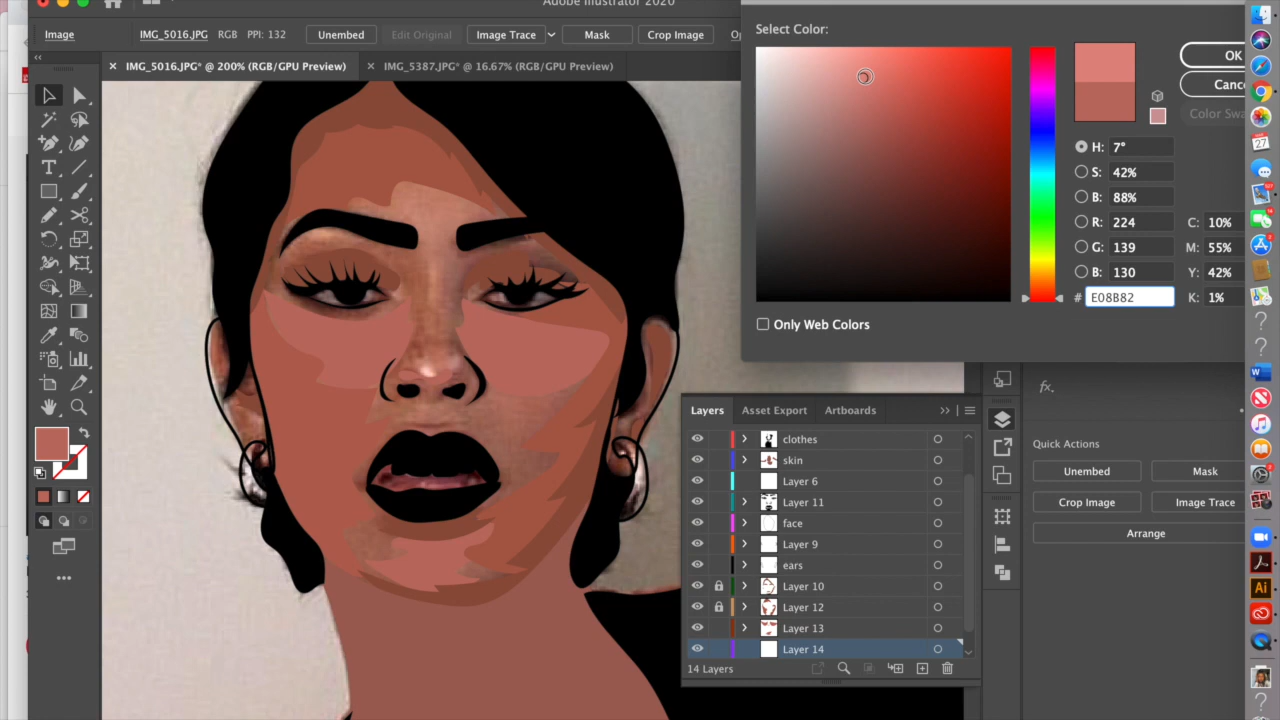 Adobe Illustrator 2020
Image IMG_5016.JPG RGB PPI: 132 Unembed Edit Original Image Trace Mask Crop Image
× IMG_5016.JPG* @ 200% (RGB/GPU Preview) × IMG_5387.JPG* @ 16.67% (RGB/GPU Preview)
Select Color:
OK
Cance
Color Swa
H: 7°
S: 42%
B: 88%
R: 224 C: 10%
G: 139 M: 55%
B: 130 Y: 42%
# E08B82 K: 1%
Only Web Colors
Layers Asset Export Artboards
clothes
skin
Layer 6
Layer 11
face
Layer 9
ears
Layer 10
Layer 12
Layer 13
Layer 14
14 Layers
fx.
Quick Actions
Unembed Mask
Crop Image Image Trace
Arrange
27
W
Ai